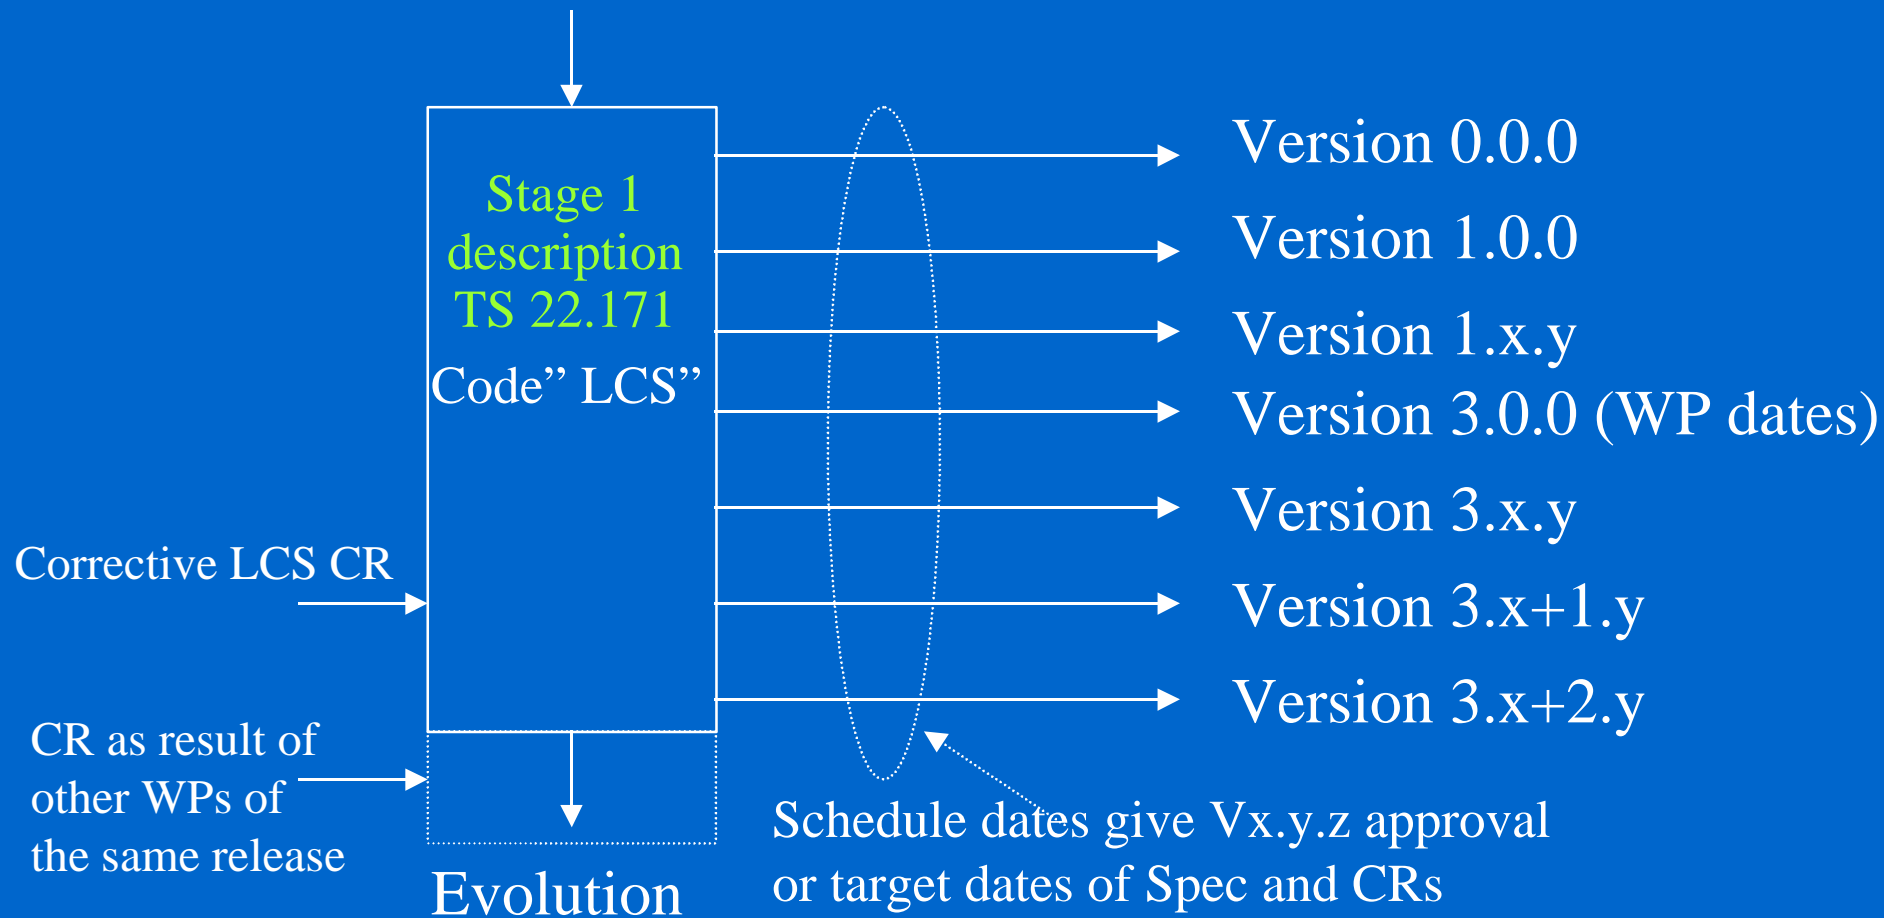 Stage 1
description
TS 22.171
Code” LCS”
Version 0.0.0
Version 1.0.0
Version 1.x.y
Version 3.0.0 (WP dates)
Version 3.x.y
Version 3.x+1.y
Version 3.x+2.y
Corrective LCS CR
CR as result of
other WPs of
the same release
Evolution
Schedule dates give Vx.y.z approval
or target dates of Spec and CRs